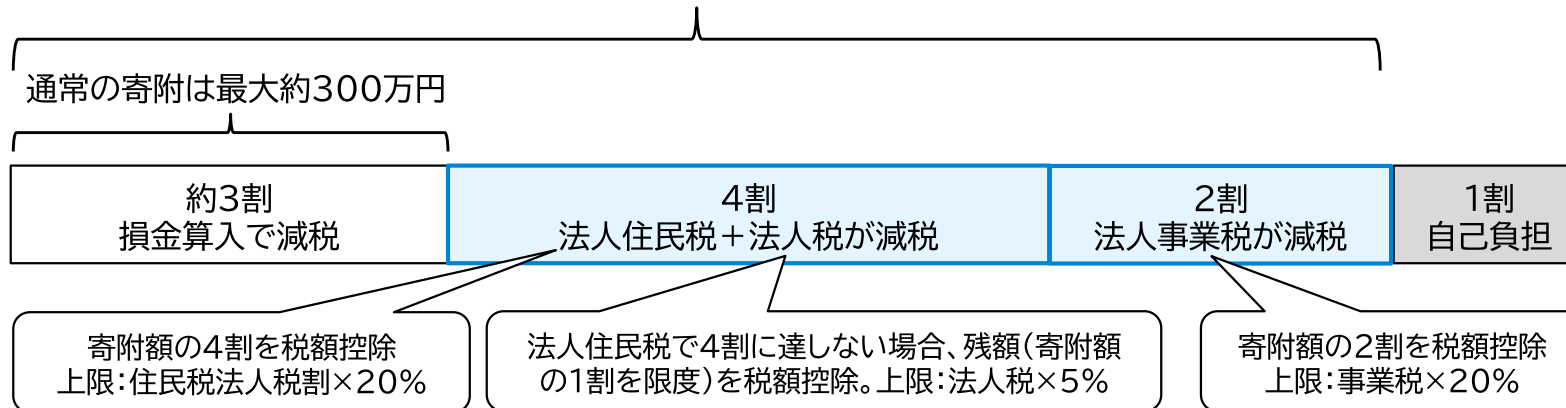 通常の寄附は最大約300万円
約3割
損金算入で減税
4割
法人住民税＋法人税が減税
2割
法人事業税が減税
1割
自己負担
寄附額の4割を税額控除
上限：住民税法人税割×20%
法人住民税で4割に達しない場合、残額（寄附額
の1割を限度）を税額控除。上限：法人税×5%
寄附額の2割を税額控除
上限：事業税×20%